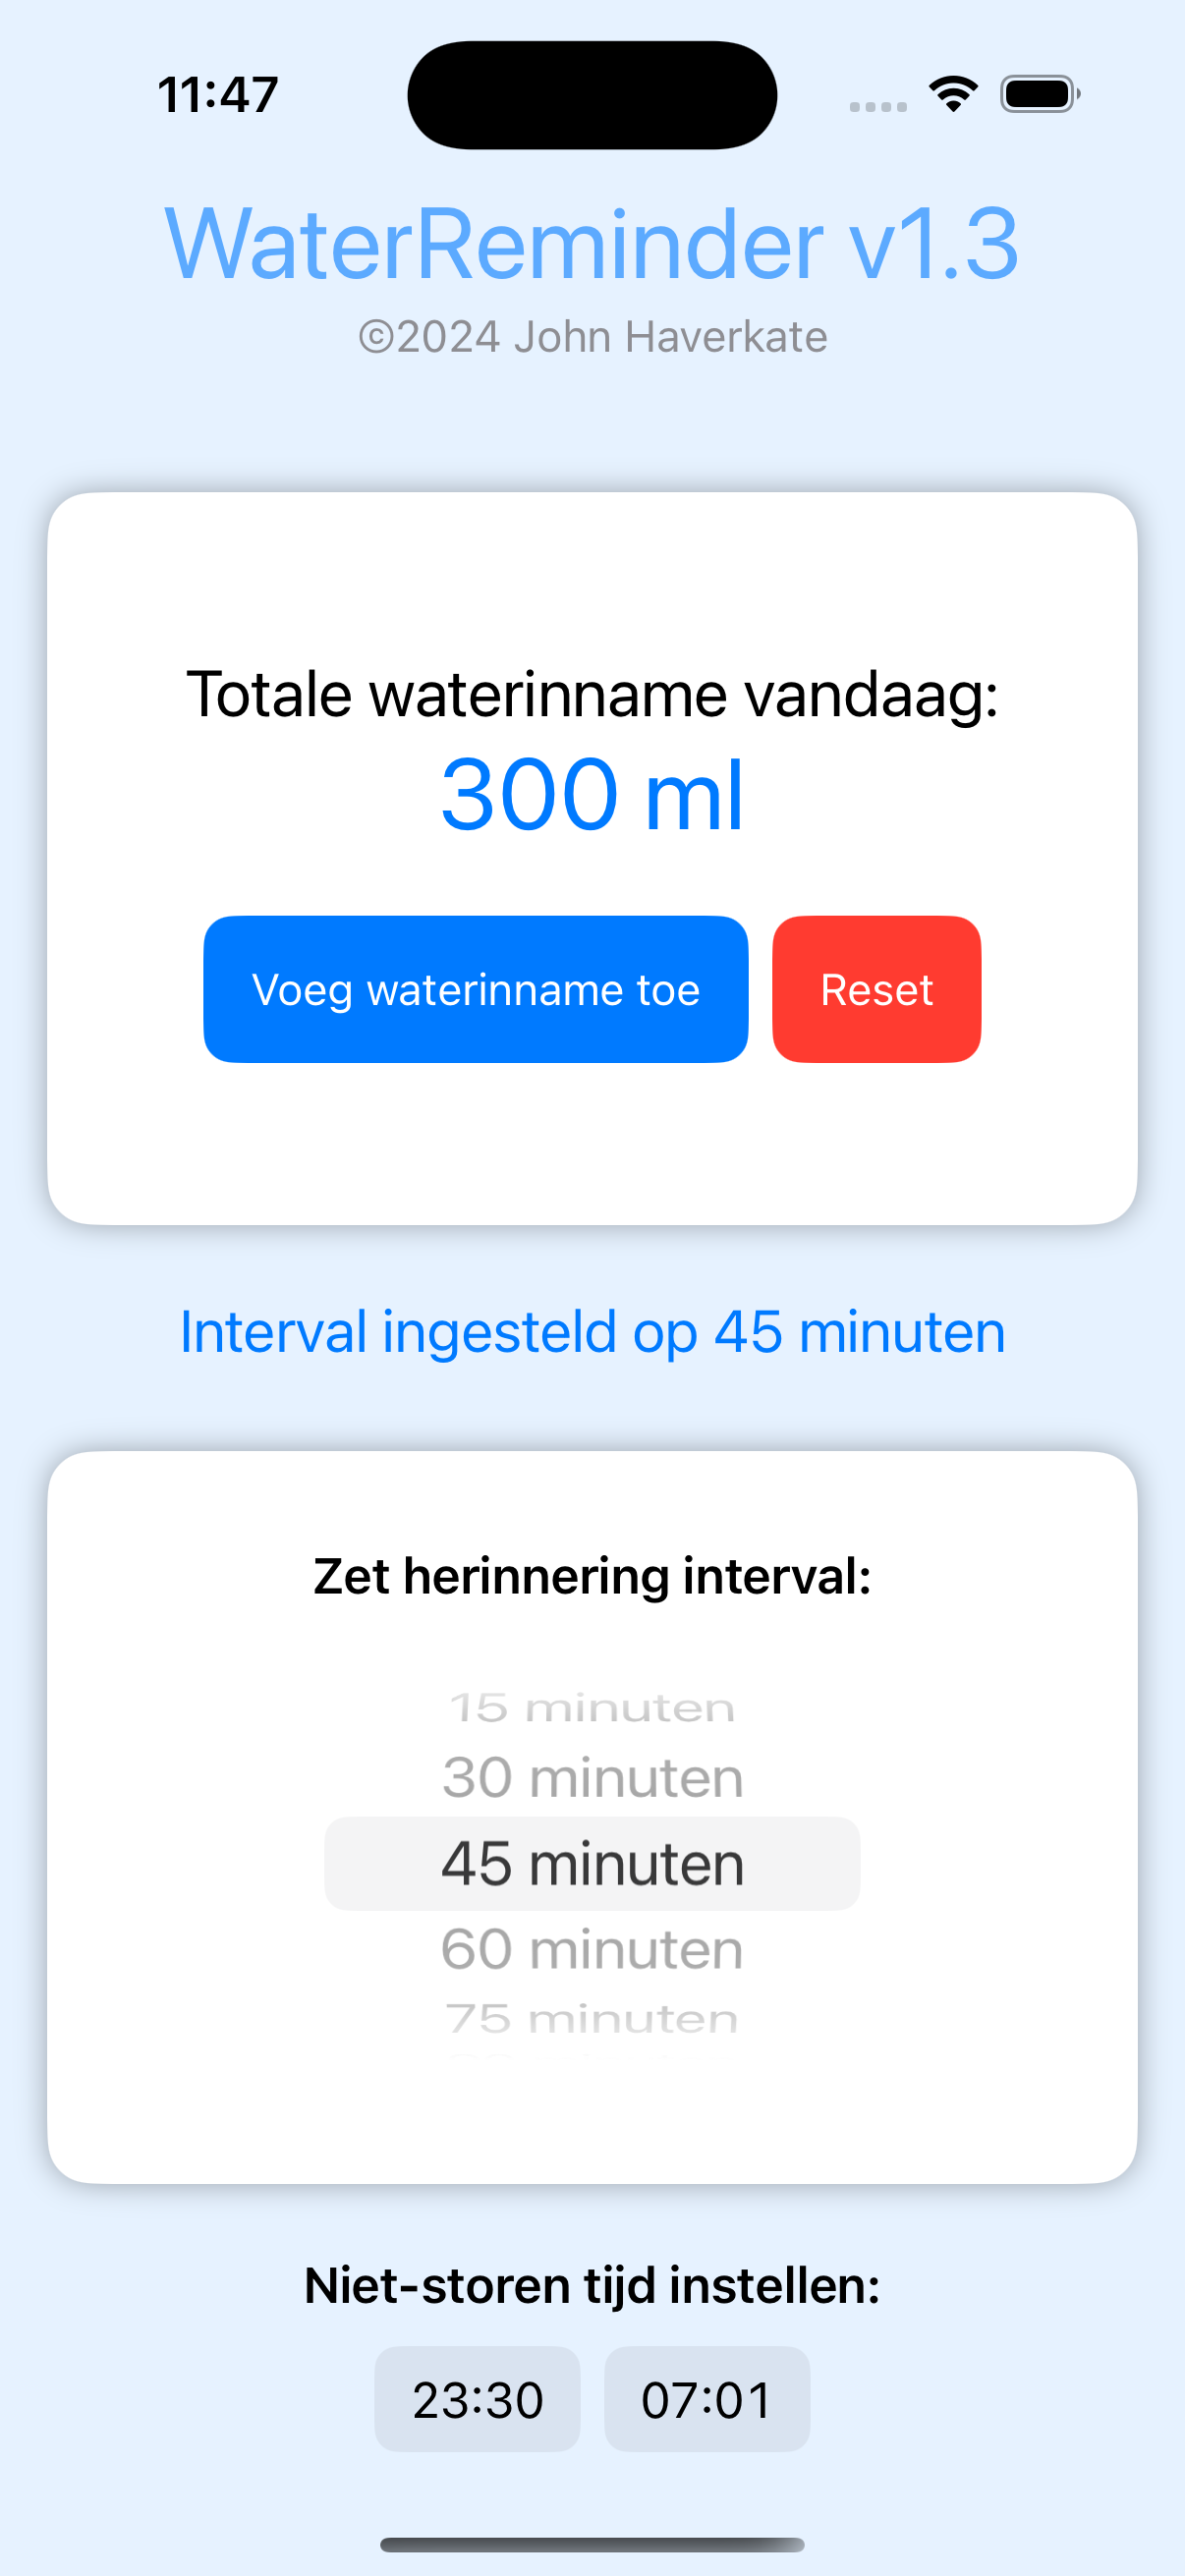 11:47
WaterReminder v1.3
©2024 John Haverkate
Totale waterinname vandaag:
300 ml
Voeg waterinname toe Reset
Interval ingesteld op 45 minuten
Zet herinnering interval:
15 minuten
30 minuten
45 minuten
60 minuten
75 minuten
Niet-storen tijd instellen:
23:30 07:01